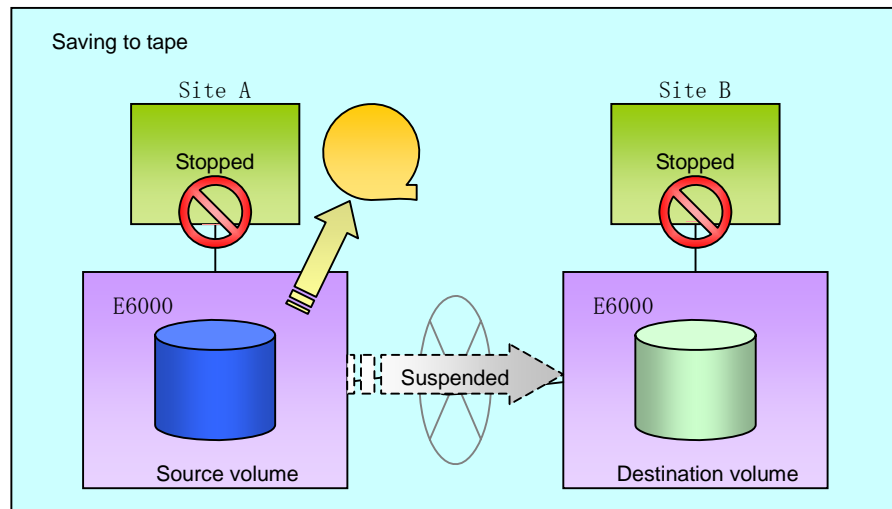 Saving to tape
Site A
Site B
Stopped
Stopped
E6000
E6000
Suspended
Source volume
Destination volume